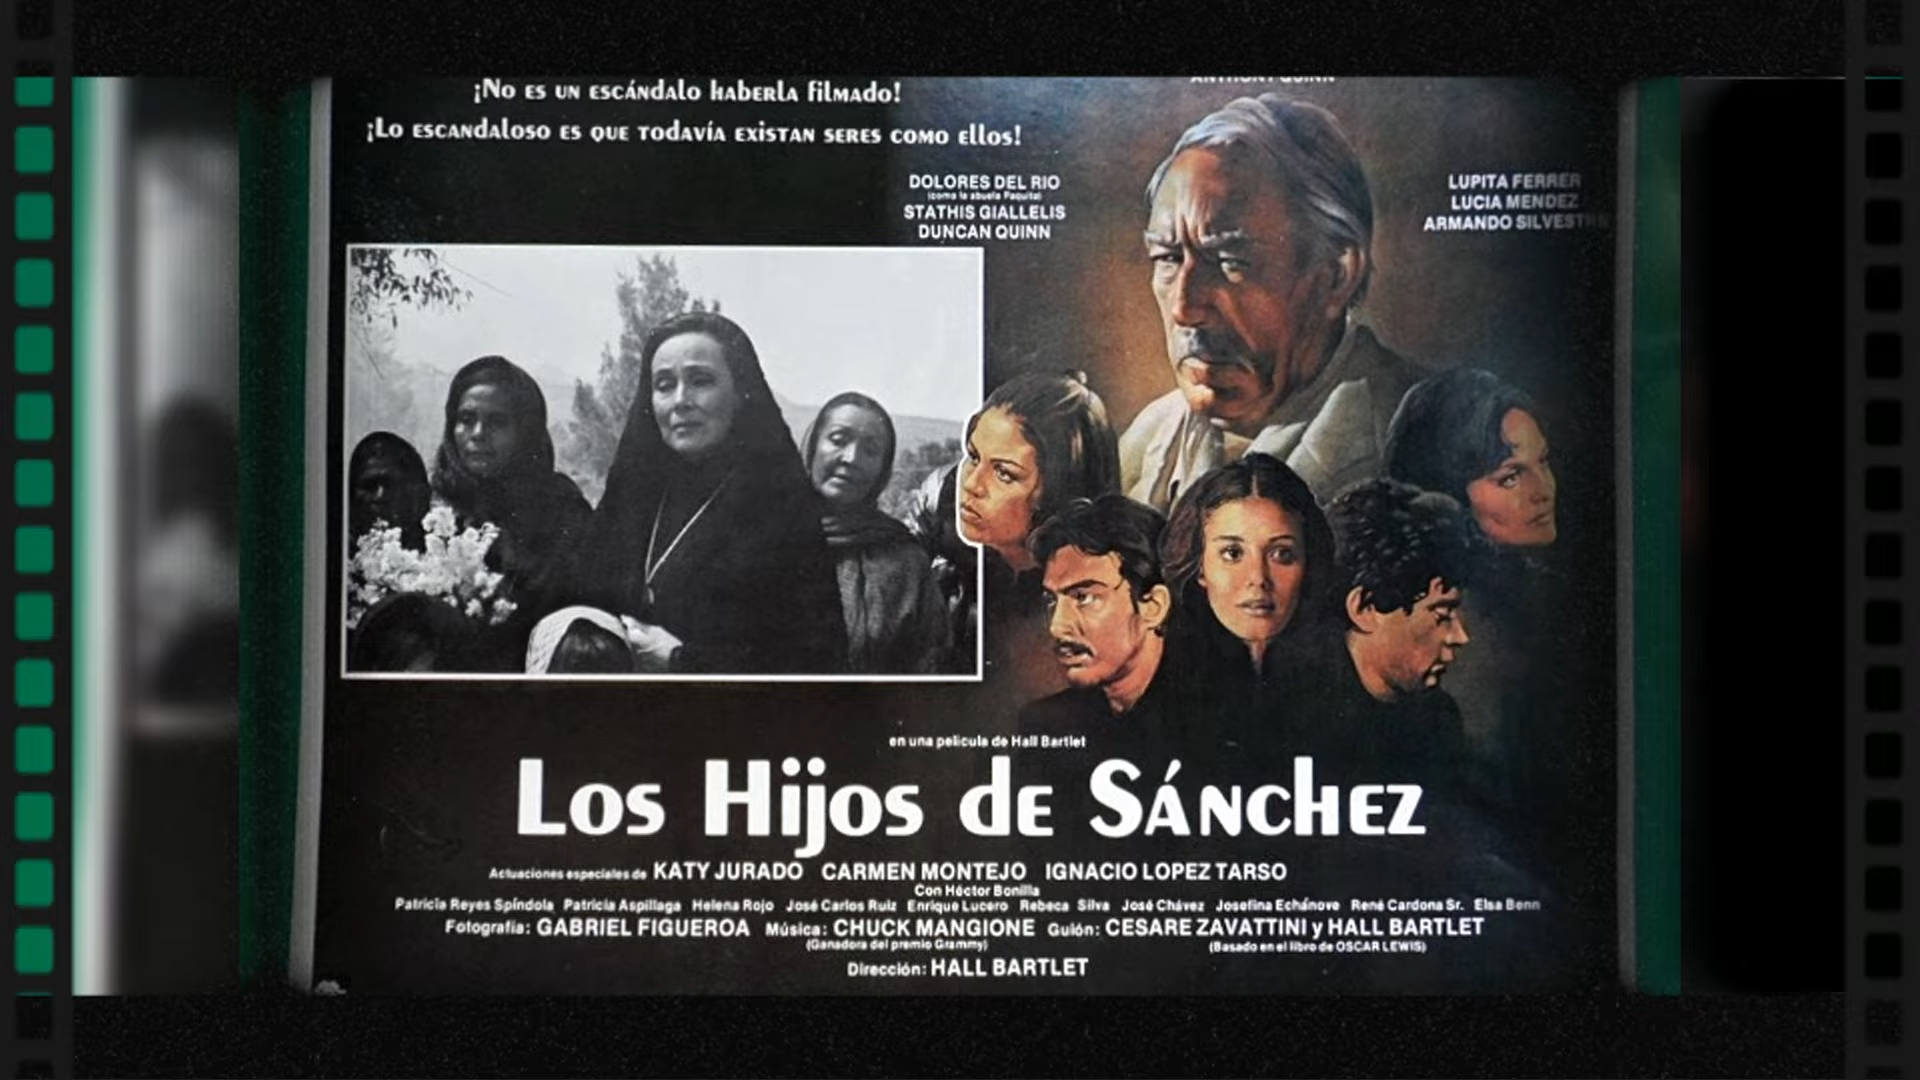 ¡No es un escándalo haberla filmado!
¡Lo escandaloso es que todavía existan seres como ellos!
ANTHONY QUINN
DOLORES DEL RIO
(como la abuela Paquita)
STATHIS GIALLELIS
DUNCAN QUINN
LUPITA FERRER
LUCIA MENDEZ
ARMANDO SILVESTRE
en una película de Hall Bartlet
Los Hijos de Sánchez
Actuaciones especiales de KATY JURADO CARMEN MONTEJO IGNACIO LOPEZ TARSO
Con Héctor Bonilla
Patricia Reyes Spíndola Patricia Aspillaga Helena Rojo José Carlos Ruiz Enrique Lucero Rebeca Silva José Chávez Josefina Echánove René Cardona Sr. Elsa Benn
Fotografía: GABRIEL FIGUEROA Música: CHUCK MANGIONE Guión: CESARE ZAVATTINI y HALL BARTLET
(Ganadora del premio Grammy) (Basado en el libro de OSCAR LEWIS)
Dirección: HALL BARTLET